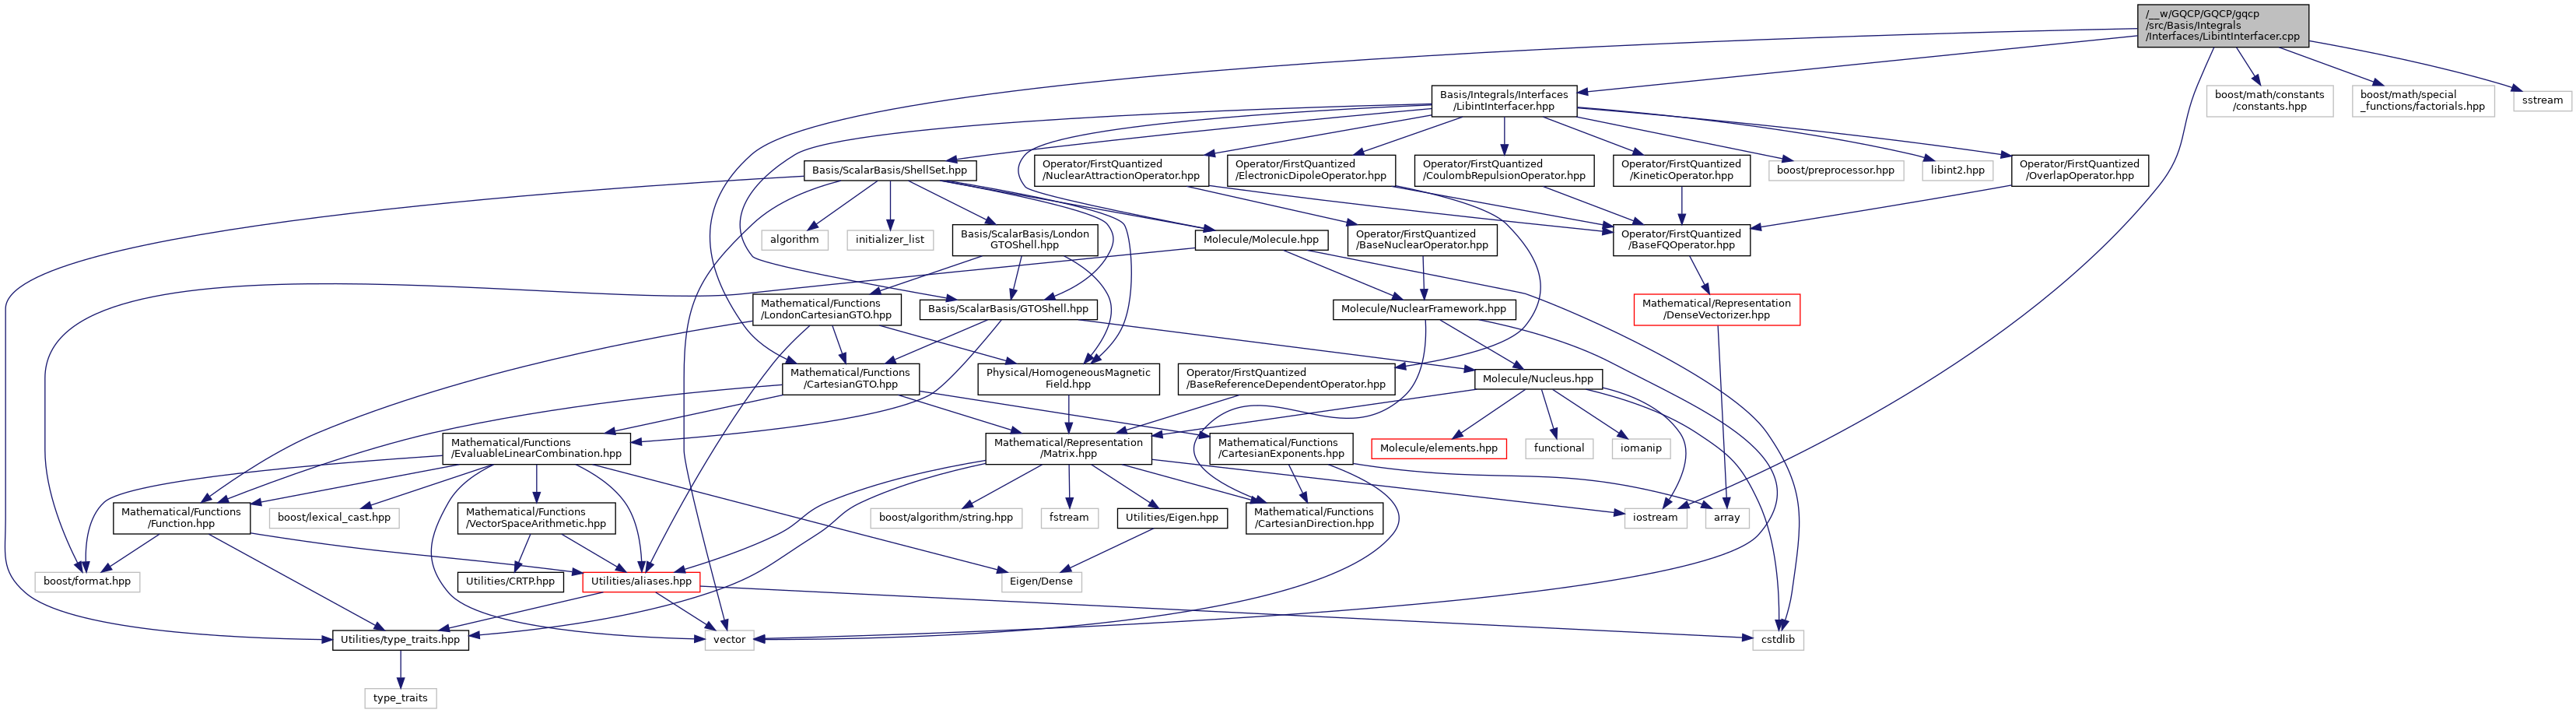 /__w/GQCP/GQCP/gqcp
/src/Basis/Integrals
/Interfaces/LibintInterfacer.cpp
Basis/Integrals/Interfaces
/LibintInterfacer.hpp
boost/math/constants
/constants.hpp
boost/math/special
_functions/factorials.hpp
sstream
Basis/ScalarBasis/ShellSet.hpp
Operator/FirstQuantized
/NuclearAttractionOperator.hpp
Operator/FirstQuantized
/ElectronicDipoleOperator.hpp
Operator/FirstQuantized
/CoulombRepulsionOperator.hpp
Operator/FirstQuantized
/KineticOperator.hpp
boost/preprocessor.hpp
libint2.hpp
Operator/FirstQuantized
/OverlapOperator.hpp
algorithm
initializer_list
Basis/ScalarBasis/London
GTOShell.hpp
Molecule/Molecule.hpp
Operator/FirstQuantized
/BaseNuclearOperator.hpp
Operator/FirstQuantized
/BaseFQOperator.hpp
Mathematical/Functions
/LondonCartesianGTO.hpp
Basis/ScalarBasis/GTOShell.hpp
Molecule/NuclearFramework.hpp
Mathematical/Representation
/DenseVectorizer.hpp
Mathematical/Functions
/CartesianGTO.hpp
Physical/HomogeneousMagnetic
Field.hpp
Operator/FirstQuantized
/BaseReferenceDependentOperator.hpp
Molecule/Nucleus.hpp
Mathematical/Functions
/EvaluableLinearCombination.hpp
Mathematical/Representation
/Matrix.hpp
Mathematical/Functions
/CartesianExponents.hpp
Molecule/elements.hpp
functional
iomanip
Mathematical/Functions
/Function.hpp
boost/lexical_cast.hpp
Mathematical/Functions
/VectorSpaceArithmetic.hpp
boost/algorithm/string.hpp
fstream
Utilities/Eigen.hpp
Mathematical/Functions
/CartesianDirection.hpp
iostream
array
boost/format.hpp
Utilities/CRTP.hpp
Utilities/aliases.hpp
Eigen/Dense
Utilities/type_traits.hpp
vector
cstdlib
type_traits